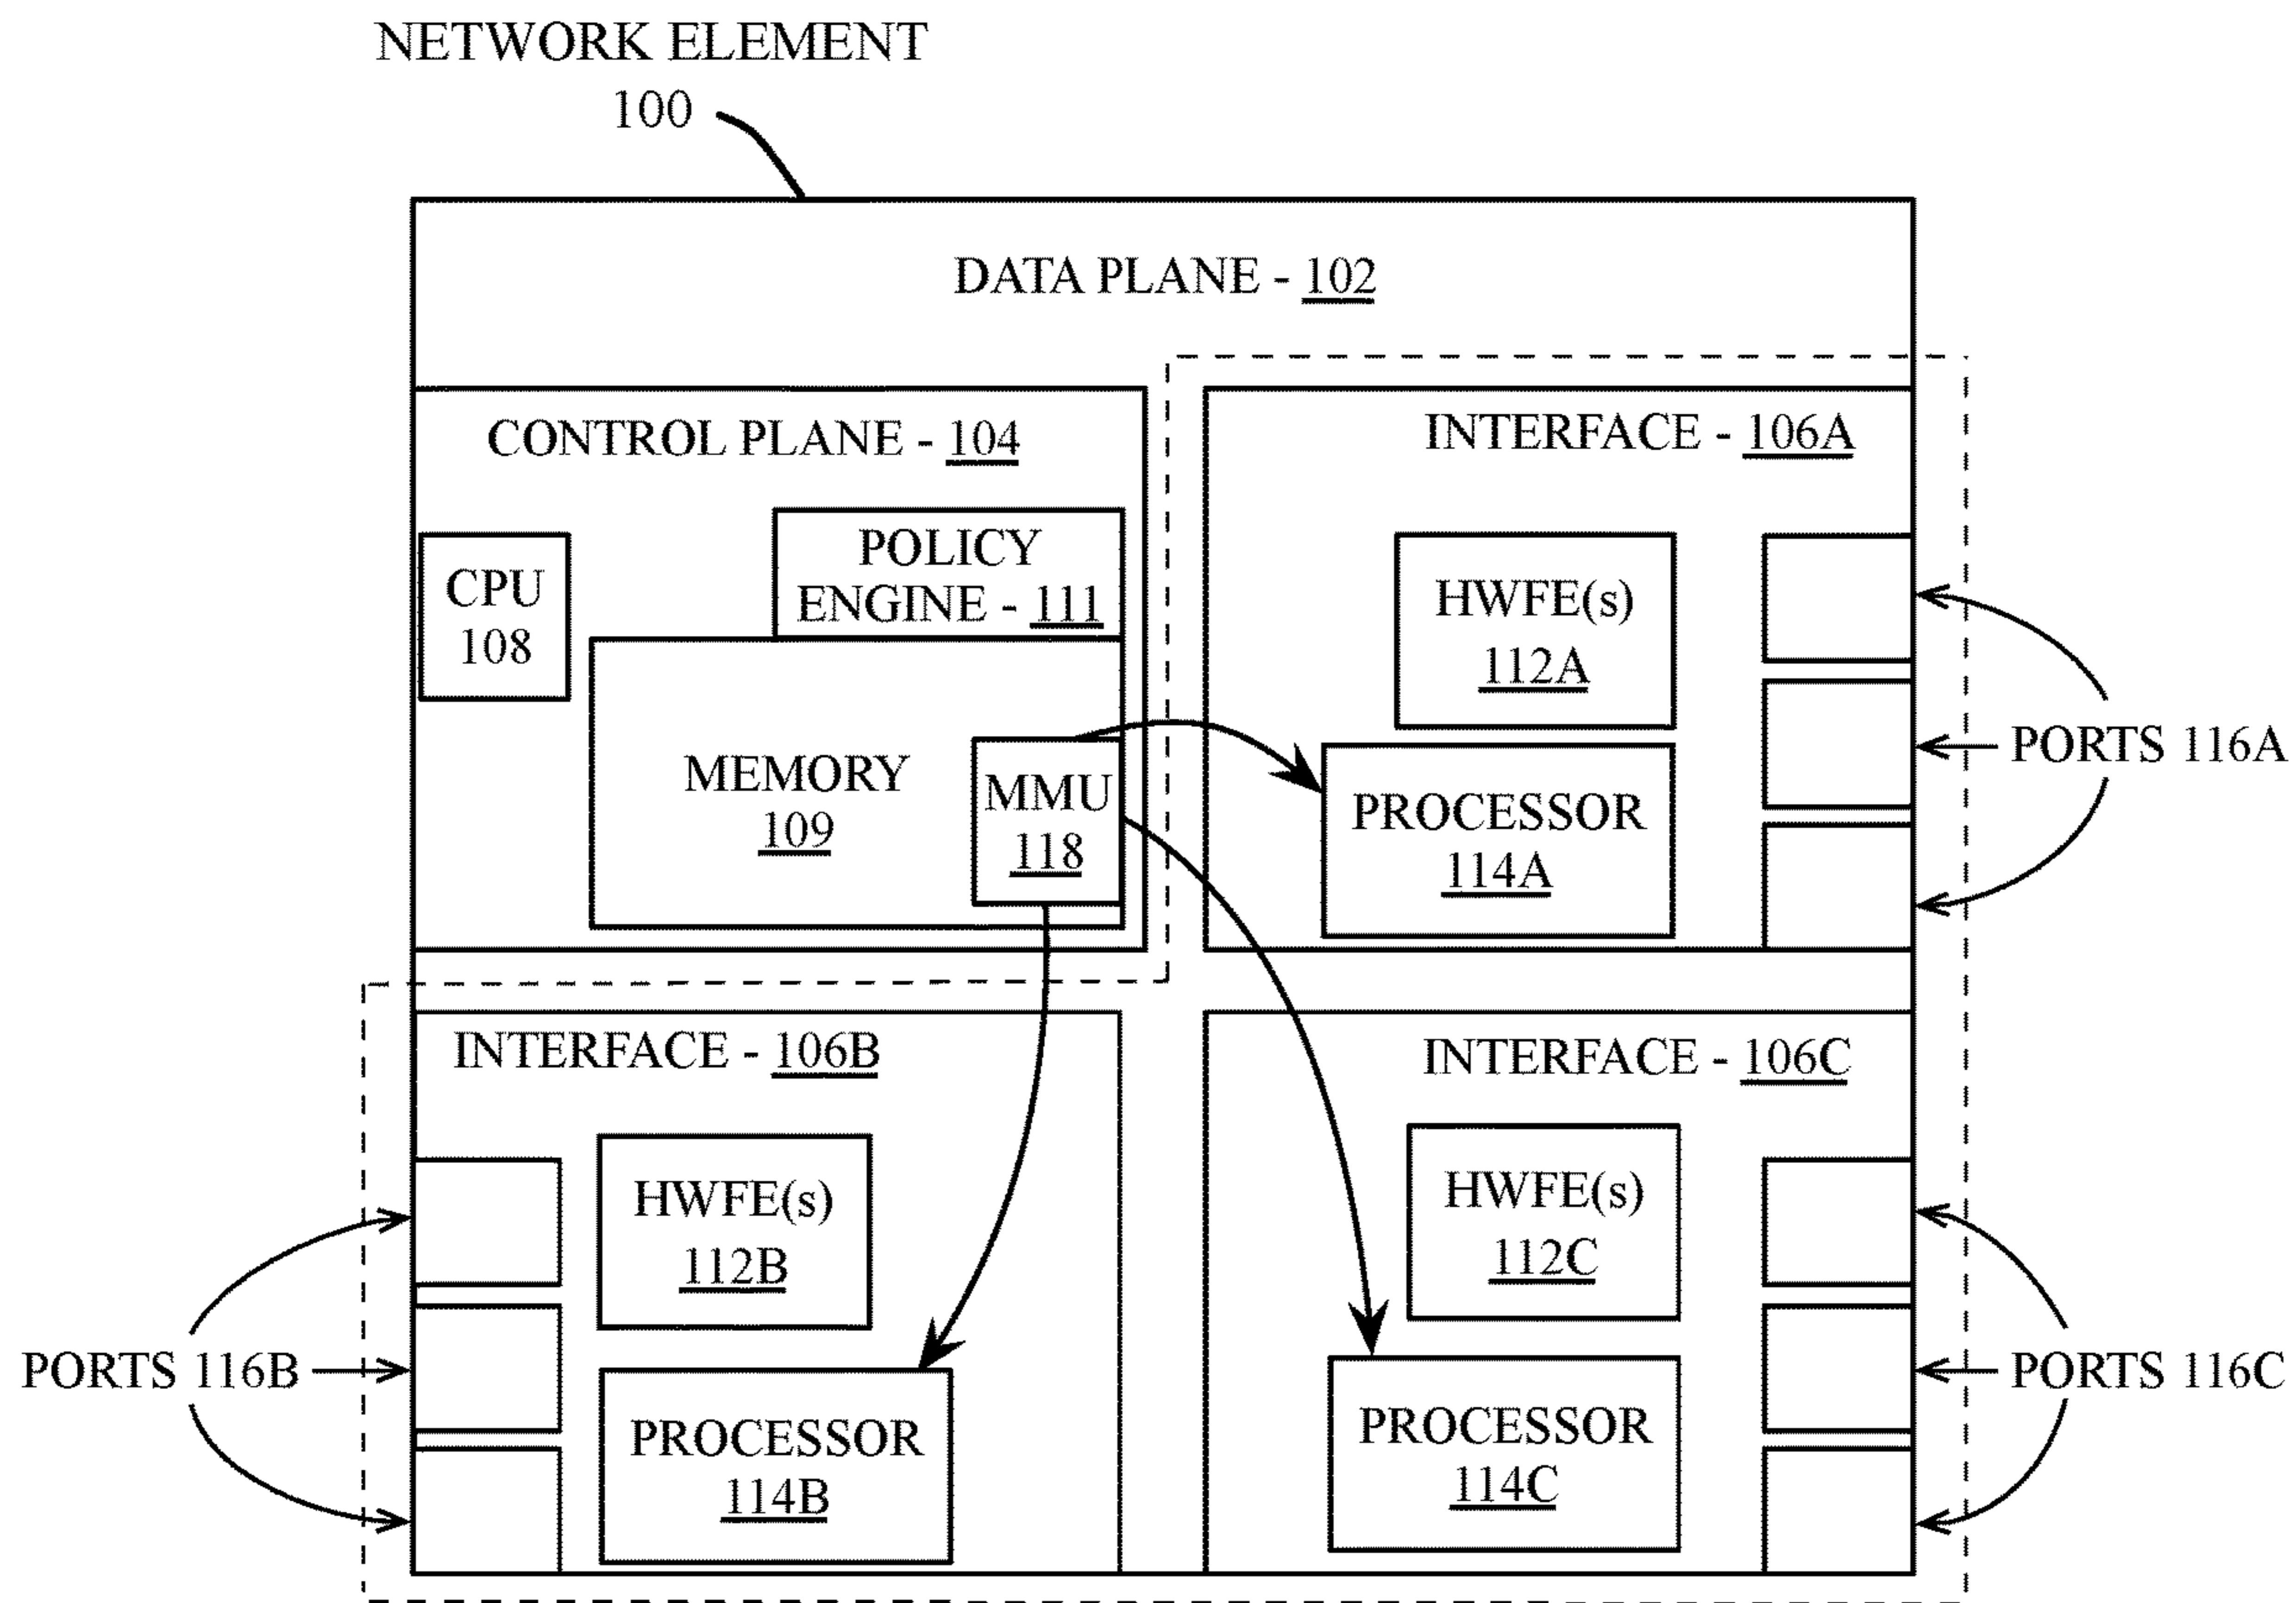 NETWORK ELEMENT
100
DATA PLANE - 102
CONTROL PLANE - 104
POLICY
ENGINE - 111
CPU
108
MEMORY
109
MMU
118
INTERFACE - 106A
HWFE(s)
112A
PROCESSOR
114A
PORTS 116A
INTERFACE - 106B
HWFE(s)
112B
PROCESSOR
114B
PORTS 116B
INTERFACE - 106C
HWFE(s)
112C
PROCESSOR
114C
PORTS 116C